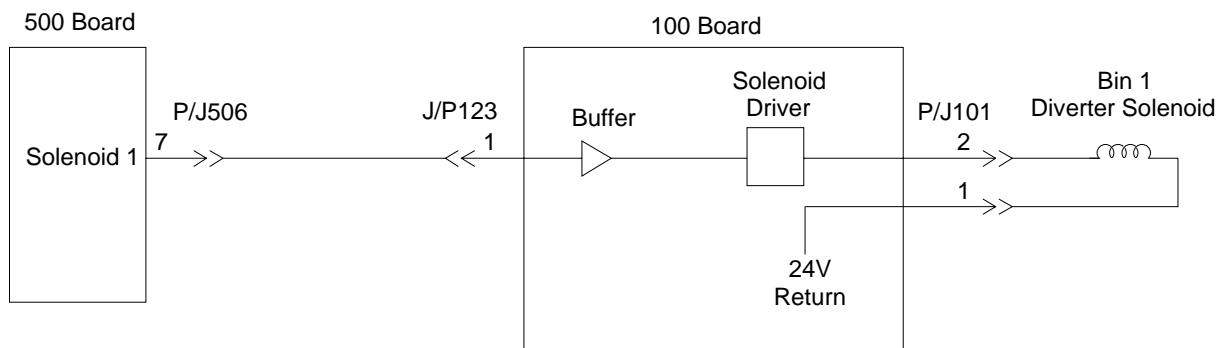 500 Board
100 Board
P/J506
J/P123
Buffer
Solenoid
Driver
P/J101
Bin 1
Diverter Solenoid
Solenoid 1
7
1
2
1
24V
Return